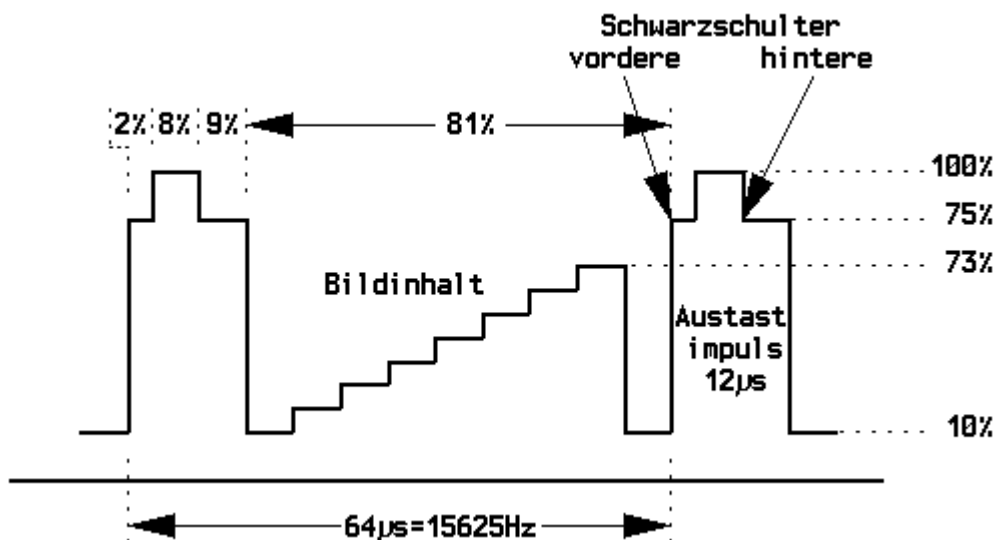 Schwarzschulter
vordere hintere
2% 8% 9% 81%
100%
75%
73%
Bildinhalt
Austast
impuls
12µs
10%
64µs=15625Hz